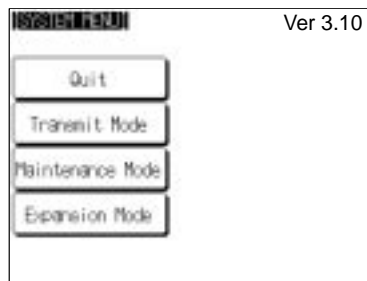 [SYSTEM MENU]
Ver 3.10
Quit
Transmit Mode
Maintenance Mode
Expansion Mode